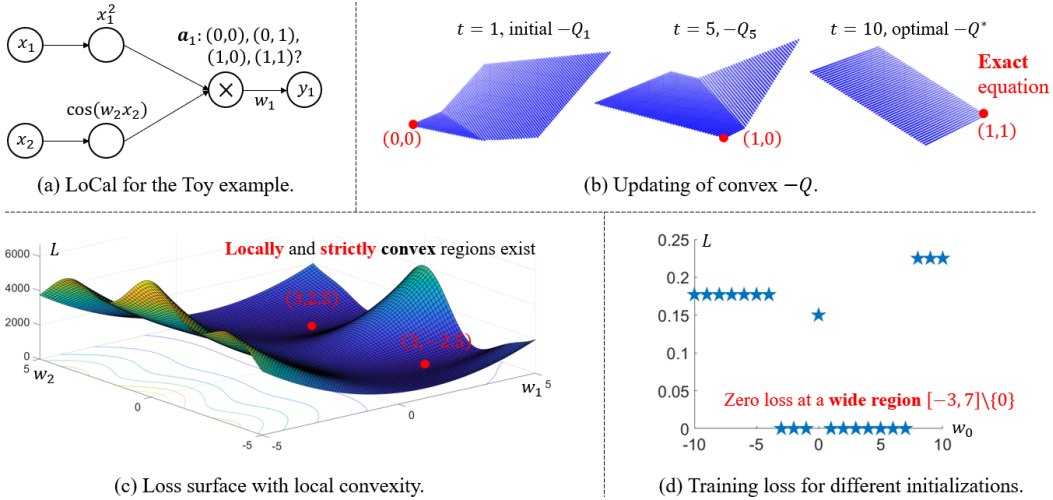 x₁
x₁²
a₁: (0,0), (0, 1),
(1,0), (1,1)?
×
w₁
y₁
cos(w₂x₂)
x₂
(a) LoCal for the Toy example.
t = 1, initial −Q₁
t = 5, −Q₅
t = 10, optimal −Q*
Exact
equation
(0,0)
(1,0)
(1,1)
(b) Updating of convex −Q.
L
Locally and strictly convex regions exist
6000
4000
2000
0
(3,2.5)
(3, −2.5)
5
w₂
0
-5
-5
0
w₁
5
(c) Loss surface with local convexity.
0.25
L
0.2
0.15
0.1
0.05
0
Zero loss at a wide region [−3, 7]\{0}
-10
-5
0
5
10
w₀
(d) Training loss for different initializations.